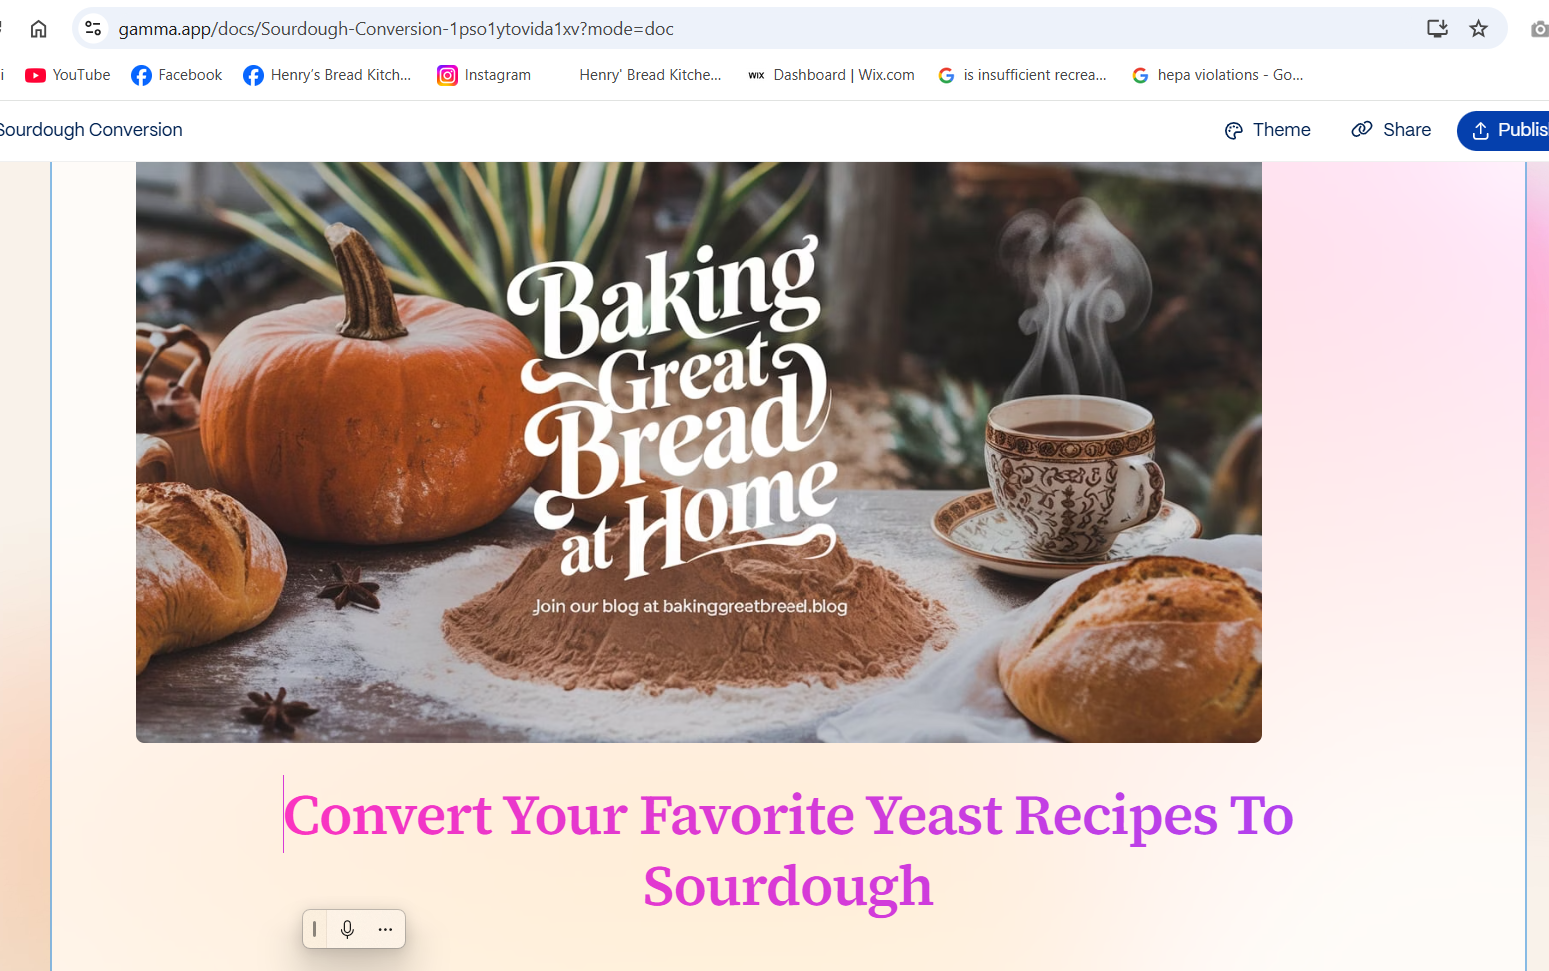 gamma.app/docs/Sourdough-Conversion-1pso1ytovida1xv?mode=doc
i YouTube Facebook Henry's Bread Kitch... Instagram Henry' Bread Kitche... WIX Dashboard | Wix.com is insufficient recrea... hepa violations - Go...
Sourdough Conversion Theme Share Publis
Baking
Great
Bread
at Home
Join our blog at bakinggreatbreed.blog
Convert Your Favorite Yeast Recipes To
Sourdough